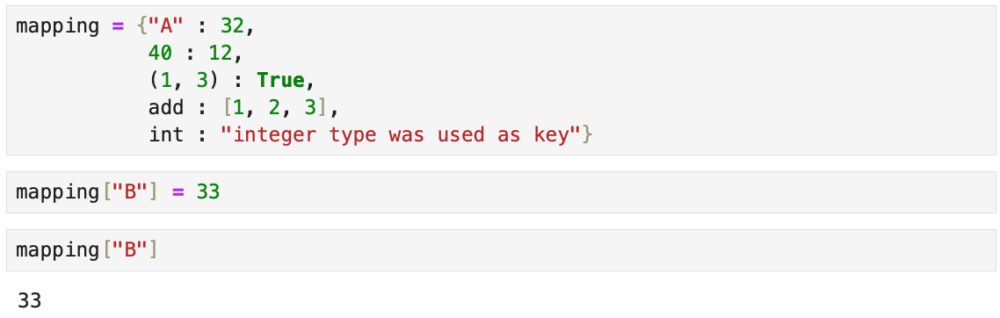 mapping = {"A" : 32,
           40 : 12,
           (1, 3) : True,
           add : [1, 2, 3],
           int : "integer type was used as key"}
mapping["B"] = 33
mapping["B"]
33